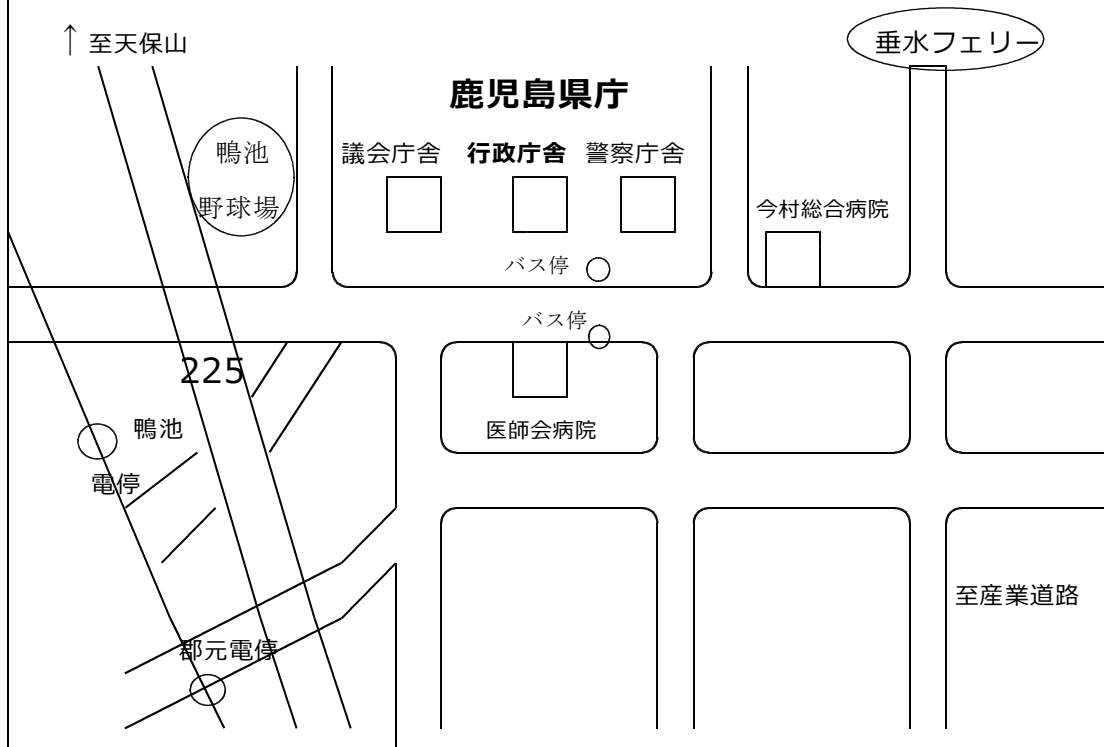 ↑至天保山
垂水フェリー
鹿児島県庁
鴨池
野球場
議会庁舎
行政庁舎
警察庁舎
今村総合病院
バス停
バス停
225
鴨池
電停
医師会病院
至産業道路
郡元電停